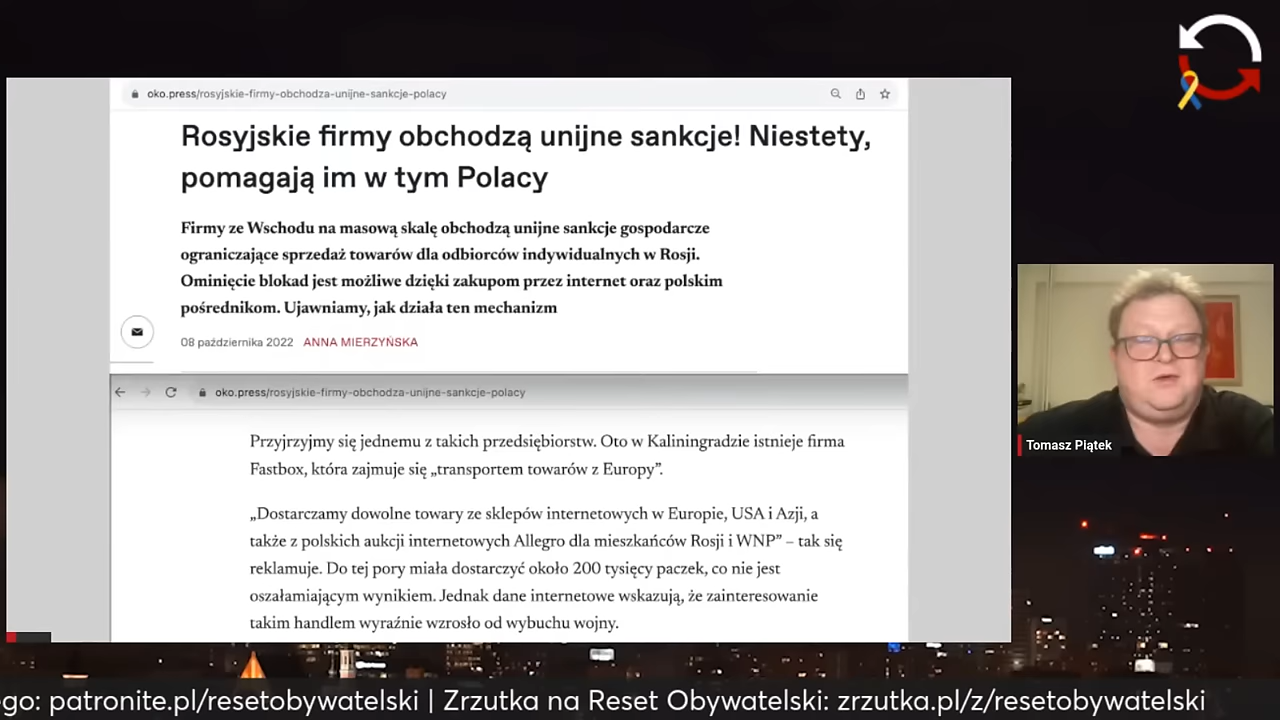 oko.press/rosyjskie-firmy-obchodza-unijne-sankcje-polacy
Rosyjskie firmy obchodzą unijne sankcje! Niestety,
pomagają im w tym Polacy
Firmy ze Wschodu na masową skalę obchodzą unijne sankcje gospodarcze
ograniczające sprzedaż towarów dla odbiorców indywidualnych w Rosji.
Ominięcie blokad jest możliwe dzięki zakupom przez internet oraz polskim
pośrednikom. Ujawniamy, jak działa ten mechanizm
08 października 2022 ANNA MIERZYŃSKA
oko.press/rosyjskie-firmy-obchodza-unijne-sankcje-polacy
Przyjrzyjmy się jednemu z takich przedsiębiorstw. Oto w Kaliningradzie istnieje firma
Fastbox, która zajmuje się „transportem towarów z Europy”.
„Dostarczamy dowolne towary ze sklepów internetowych w Europie, USA i Azji, a
także z polskich aukcji internetowych Allegro dla mieszkańców Rosji i WNP” – tak się
reklamuje. Do tej pory miała dostarczyć około 200 tysięcy paczek, co nie jest
oszałamiającym wynikiem. Jednak dane internetowe wskazują, że zainteresowanie
takim handlem wyraźnie wzrosło od wybuchu wojny.
Tomasz Piątek
ego: patronite.pl/resetobywatelski | Zrzutka na Reset Obywatelski: zrzutka.pl/z/resetobywatelski